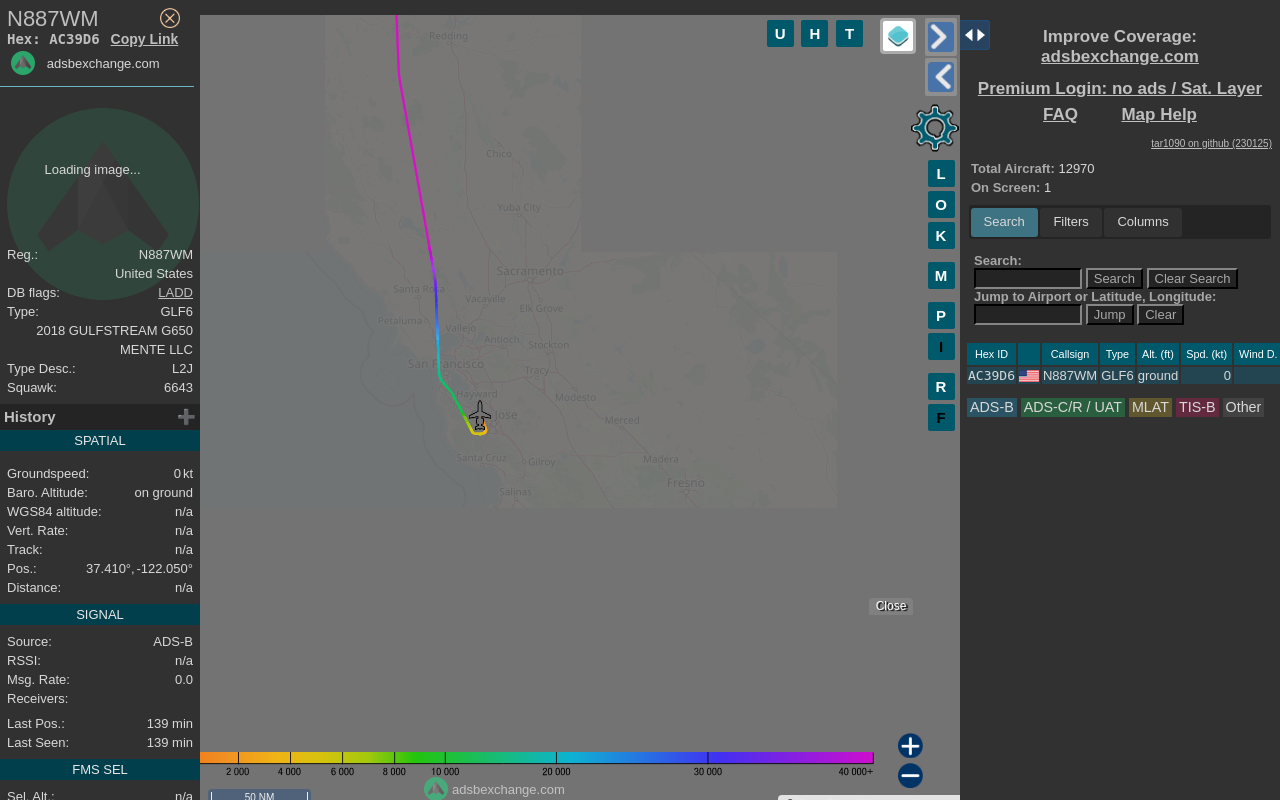 N887WM
Hex: AC39D6 Copy Link
adsbexchange.com
Loading image...
Reg.: N887WM
United States
DB flags: LADD
Type: GLF6
2018 GULFSTREAM G650
MENTE LLC
Type Desc.: L2J
Squawk: 6643
History
SPATIAL
Groundspeed: 0 kt
Baro. Altitude: on ground
WGS84 altitude: n/a
Vert. Rate: n/a
Track: n/a
Pos.: 37.410°, -122.050°
Distance: n/a
SIGNAL
Source: ADS-B
RSSI: n/a
Msg. Rate: 0.0
Receivers:
Last Pos.: 139 min
Last Seen: 139 min
FMS SEL
Sel. Alt.: n/a
U H T
L
O
K
M
P
I
R
F
Redding
Chico
Yuba City
Sacramento
Santa Rosa
Vacaville
Elk Grove
Petaluma
Vallejo
Antioch
Stockton
San Francisco
Tracy
Hayward
Modesto
Jose
Merced
Santa Cruz
Gilroy
Madera
Salinas
Fresno
Close
2 000 4 000 6 000 8 000 10 000 20 000 30 000 40 000+
adsbexchange.com
50 NM
Improve Coverage:
adsbexchange.com
Premium Login: no ads / Sat. Layer
FAQ Map Help
tar1090 on github (230125)
Total Aircraft: 12970
On Screen: 1
Search Filters Columns
Search:
Search Clear Search
Jump to Airport or Latitude, Longitude:
Jump Clear
Hex ID Callsign Type Alt. (ft) Spd. (kt) Wind D.
AC39D6 N887WM GLF6 ground 0
ADS-B ADS-C/R / UAT MLAT TIS-B Other